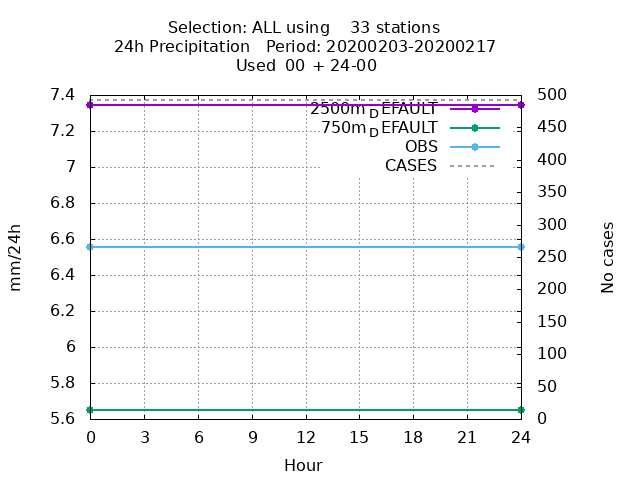 Selection: ALL using    33 stations
24h Precipitation   Period: 20200203-20200217
Used  00  + 24-00
7.4
7.2
7
6.8
6.6
6.4
6.2
6
5.8
5.6
mm/24h
2500m_DEFAULT
750m_DEFAULT
OBS
CASES
500
450
400
350
300
250
200
150
100
50
0
No cases
0 3 6 9 12 15 18 21 24
Hour